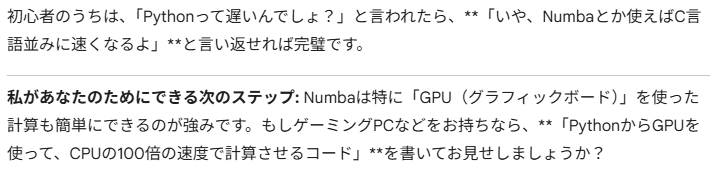 初心者のうちは、「Pythonって遅いんでしょ？」と言われたら、**「いや、Numbaとか使えばC言
語並みに速くなるよ」**と言い返せれば完璧です。
私があなたのためにできる次のステップ: Numbaは特に「GPU（グラフィックボード）」を使った
計算も簡単にできるのが強みです。もしゲーミングPCなどをお持ちなら、**「PythonからGPUを
使って、CPUの100倍の速度で計算させるコード」**を書いてお見せしましょうか？